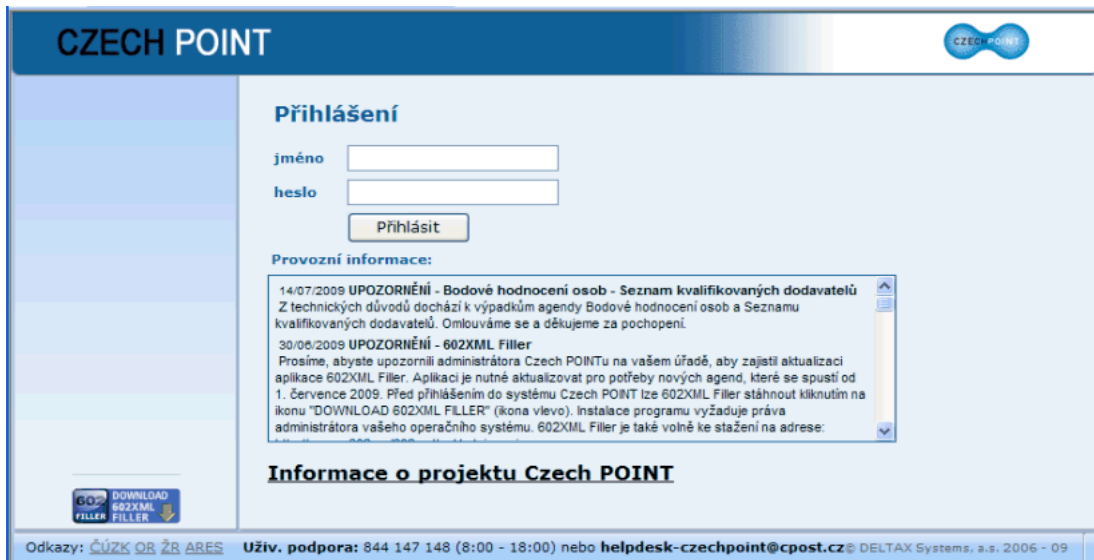 CZECH POINT
CZECH POINT
Přihlášení
jméno
heslo
Přihlásit
Provozní informace:
14/07/2009 UPOZORNĚNÍ - Bodové hodnocení osob - Seznam kvalifikovaných dodavatelů
Z technických důvodů dochází k výpadkům agendy Bodové hodnocení osob a Seznamu
kvalifikovaných dodavatelů. Omlouváme se a děkujeme za pochopení.
30/06/2009 UPOZORNĚNÍ - 602XML Filler
Prosíme, abyste upozornili administrátora Czech POINTu na vašem úřadě, aby zajistil aktualizaci
aplikace 602XML Filler. Aplikaci je nutné aktualizovat pro potřeby nových agend, které se spustí od
1. července 2009. Před přihlášením do systému Czech POINT lze 602XML Filler stáhnout kliknutím na
ikonu "DOWNLOAD 602XML FILLER" (ikona vlevo). Instalace programu vyžaduje práva
administrátora vašeho operačního systému. 602XML Filler je také volně ke stažení na adrese:
Informace o projektu Czech POINT
602 FILLER DOWNLOAD 602XML FILLER
Odkazy: ČÚZK OR ŽR ARES Uživ. podpora: 844 147 148 (8:00 - 18:00) nebo helpdesk-czechpoint@cpost.cz © DELTAX Systems, a.s. 2006 - 09